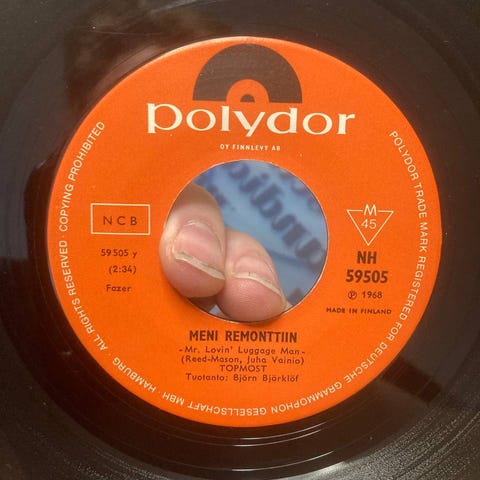 polydor
OY FINNLEVY AB
NCB
59 505 y
(2:34)
Fazer
M
45
NH
59505
℗ 1968
MADE IN FINLAND
MENI REMONTTIIN
-Mr. Lovin' Luggage Man-
(Reed-Mason, Juha Vainio)
TOPMOST
Tuotanto: Björn Björklöf
POLYDOR TRADE MARK REGISTERED FOR DEUTSCHE GRAMMOPHON GESELLSCHAFT MBH · HAMBURG · ALL RIGHTS RESERVED COPYING PROHIBITED